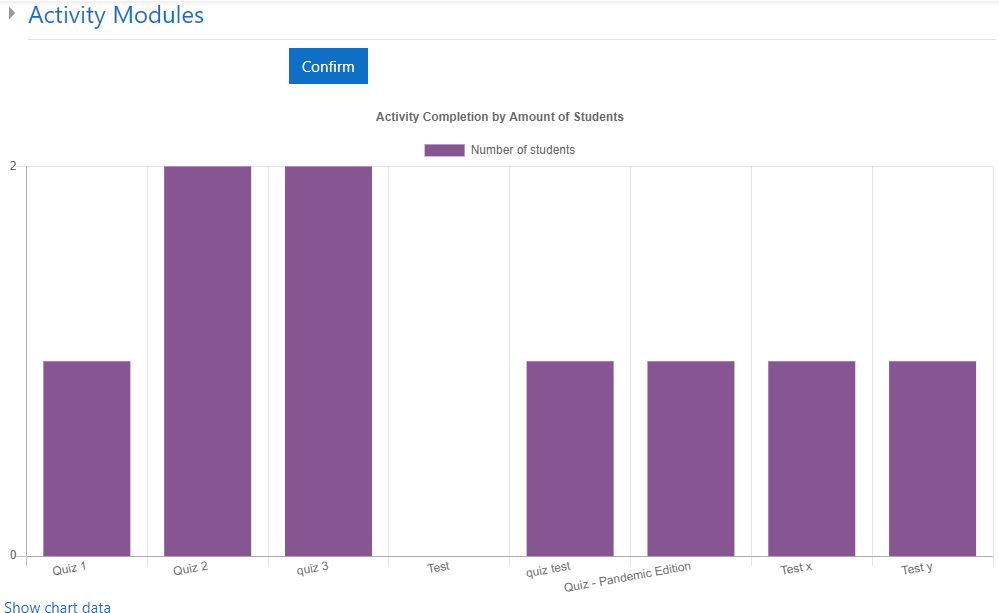 Activity Modules
Confirm
Activity Completion by Amount of Students
Number of students
2
0
Quiz 1
Quiz 2
quiz 3
Test
quiz test
Quiz - Pandemic Edition
Test x
Test y
Show chart data